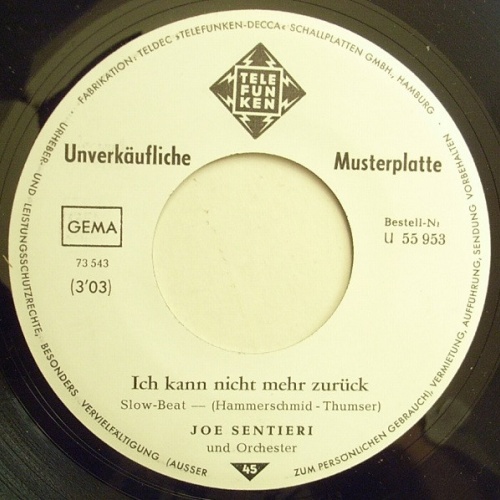 FABRIKATION: TELDEC »TELEFUNKEN-DECCA« SCHALLPLATTEN GMBH, HAMBURG ·
URHEBER- UND LEISTUNGSSCHUTZRECHTE, BESONDERS VERVIELFÄLTIGUNG (AUSSER ZUM PERSÖNLICHEN GEBRAUCH), VERMIETUNG, AUFFÜHRUNG, SENDUNG VORBEHALTEN ·
TELE
FUN
KEN
Unverkäufliche Musterplatte
GEMA
Bestell-Nr
U 55 953
73 543
(3'03)
Ich kann nicht mehr zurück
Slow-Beat — (Hammerschmid - Thumser)
JOE SENTIERI
und Orchester
45